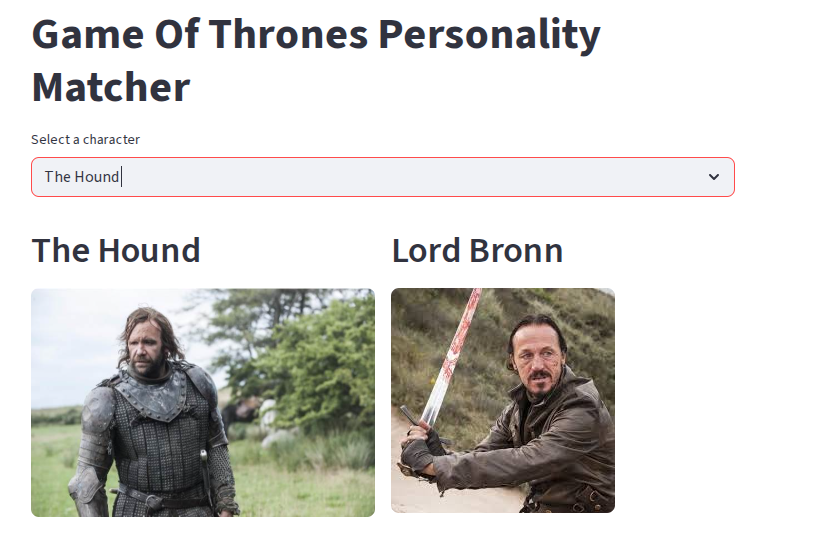 Game Of Thrones Personality
Matcher
Select a character
The Hound
The Hound
Lord Bronn